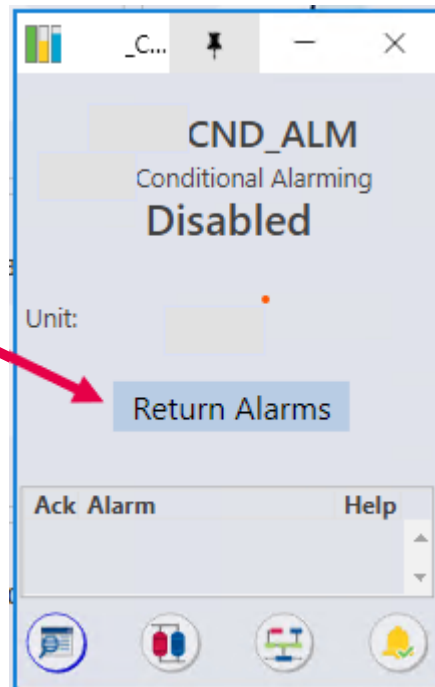 _C...
CND_ALM
Conditional Alarming
Disabled
Unit:
Return Alarms
Ack Alarm Help